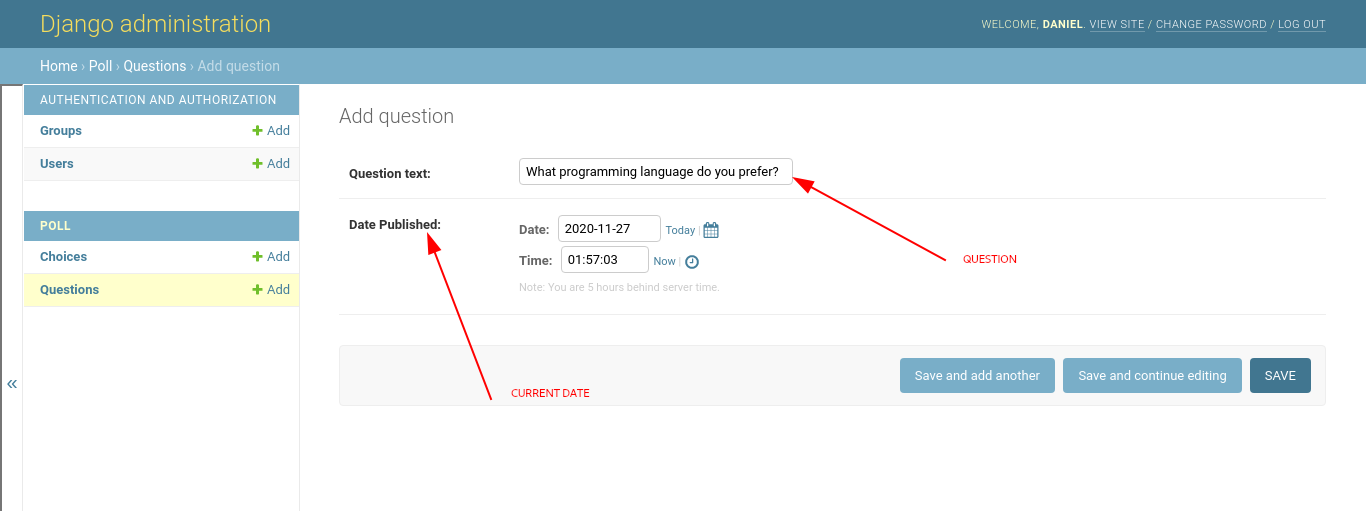 Django administration
WELCOME, DANIEL. VIEW SITE / CHANGE PASSWORD / LOG OUT
Home › Poll › Questions › Add question
AUTHENTICATION AND AUTHORIZATION
Groups + Add
Users + Add
POLL
Choices + Add
Questions + Add
«
Add question
Question text: What programming language do you prefer?
Date Published:
Date: 2020-11-27 Today |
Time: 01:57:03 Now |
Note: You are 5 hours behind server time.
QUESTION
CURRENT DATE
Save and add another Save and continue editing SAVE